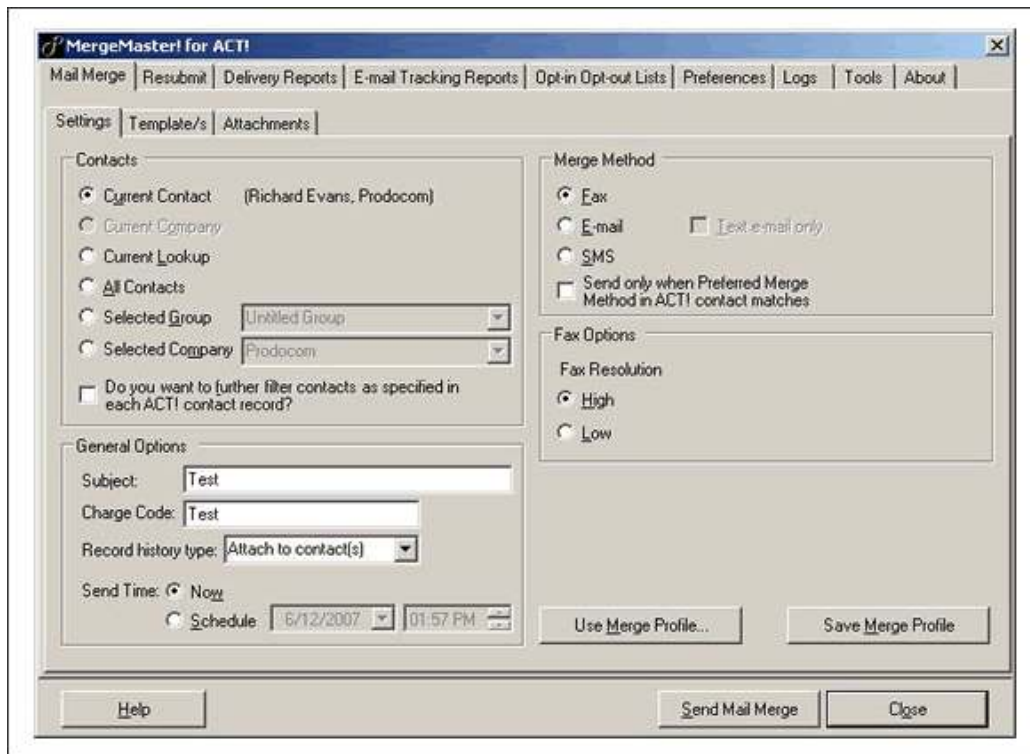 MergeMaster! for ACT!
Mail Merge Resubmit Delivery Reports E-mail Tracking Reports Opt-in Opt-out Lists Preferences Logs Tools About
Settings Template/s Attachments
Contacts
Current Contact (Richard Evans, Prodocom)
Current Company
Current Lookup
All Contacts
Selected Group Untitled Group
Selected Company Prodocom
Do you want to further filter contacts as specified in
each ACT! contact record?
General Options
Subject: Test
Charge Code: Test
Record history type: Attach to contact(s)
Send Time: Now
Schedule 6/12/2007 01:57 PM
Merge Method
Fax
E-mail Text e-mail only
SMS
Send only when Preferred Merge
Method in ACT! contact matches
Fax Options
Fax Resolution
High
Low
Use Merge Profile... Save Merge Profile
Help Send Mail Merge Close